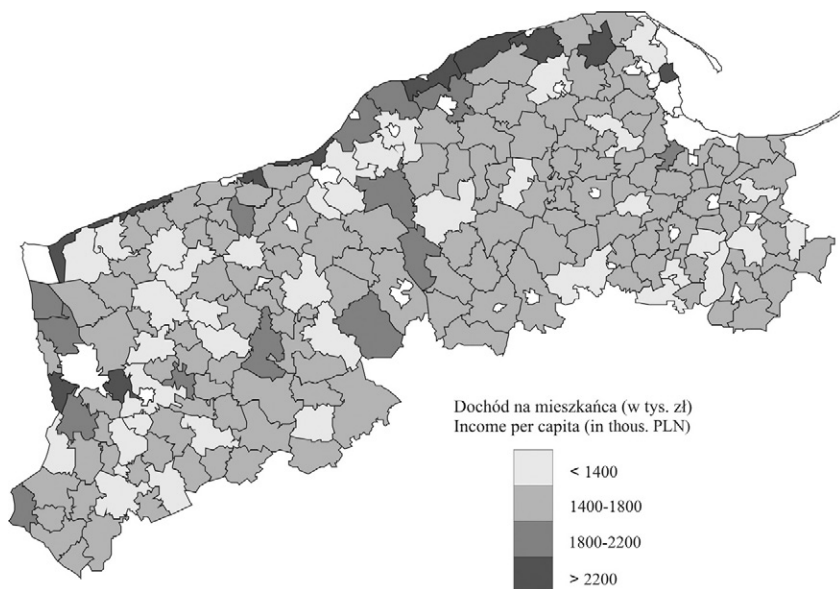 Dochód na mieszkańca (w tys. zł)
Income per capita (in thous. PLN)
< 1400
1400-1800
1800-2200
> 2200